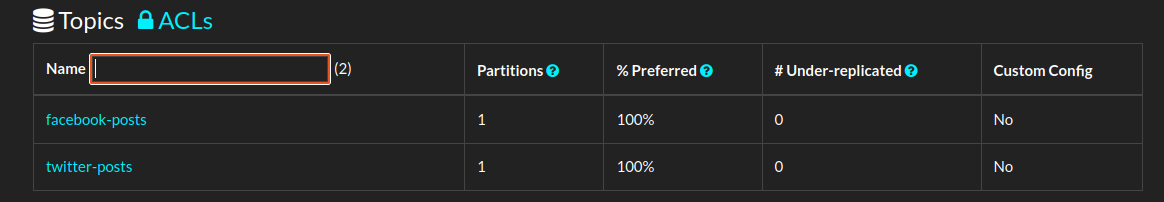 Topics ACLs
Name (2) Partitions ? % Preferred ? # Under-replicated ? Custom Config
facebook-posts 1 100% 0 No
twitter-posts 1 100% 0 No